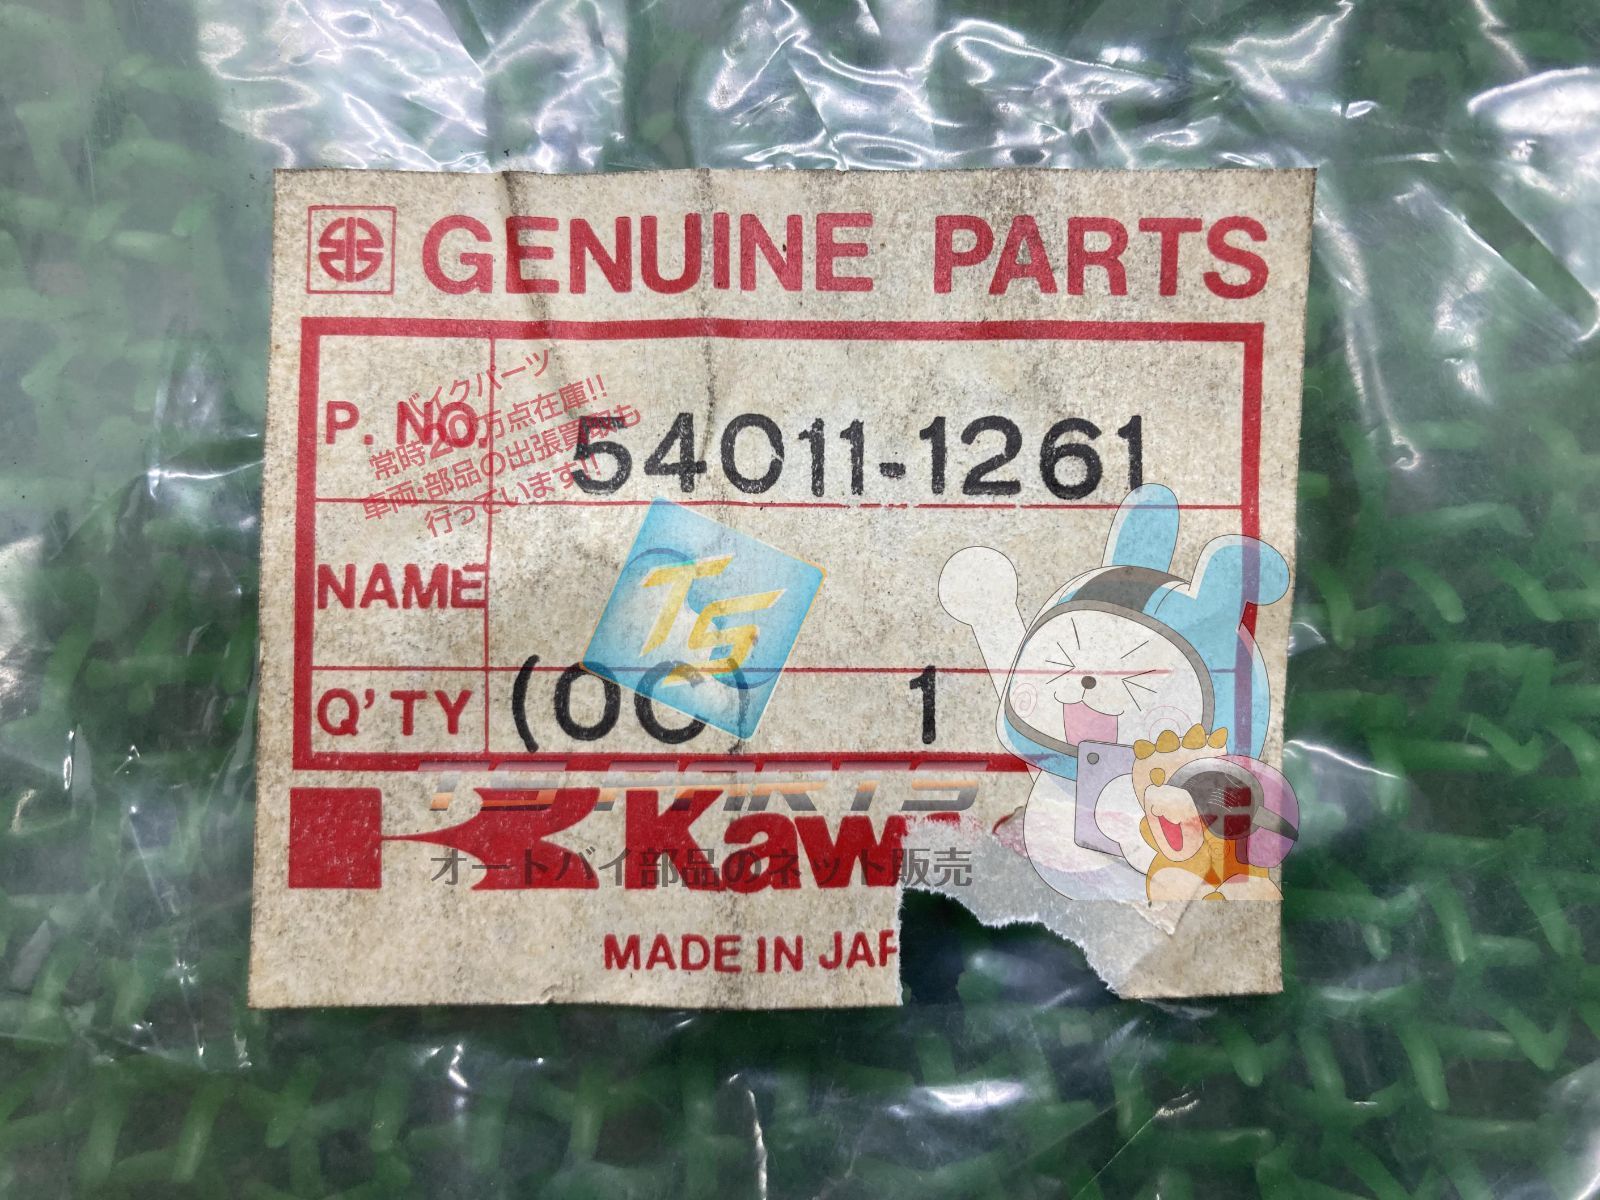 GENUINE PARTS
P. NO. 54011-1261
バイクパーツ
常時20万点在庫!!
車両・部品の出張買取も
行っています!!
NAME
TS
Q'TY (00) 1
TS PARTS
Kaw
オートバイ部品のネット販売
MADE IN JAP